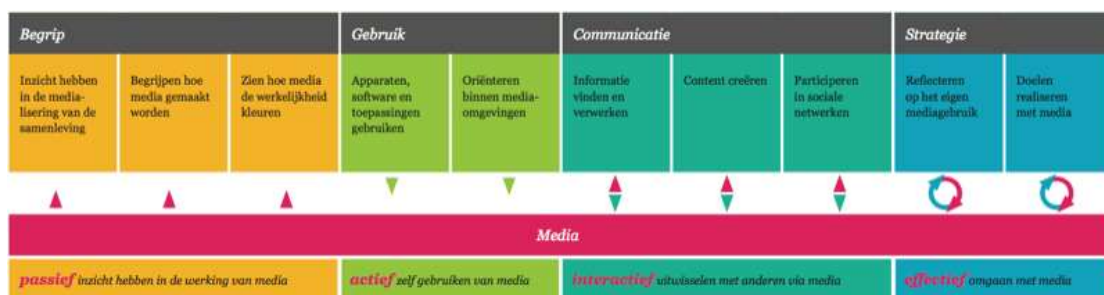 Begrip
Gebruik
Communicatie
Strategie
Inzicht hebben
in de media-
lisering van de
samenleving
Begrijpen hoe
media gemaakt
worden
Zien hoe media
de werkelijkheid
kleuren
Apparaten,
software en
toepassingen
gebruiken
Oriënteren
binnen media-
omgevingen
Informatie
vinden en
verwerken
Content creëren
Participeren
in sociale
netwerken
Reflecteren
op het eigen
mediagebruik
Doelen
realiseren
met media
Media
passief inzicht hebben in de werking van media
actief zelf gebruiken van media
interactief uitwisselen met anderen via media
effectief omgaan met media